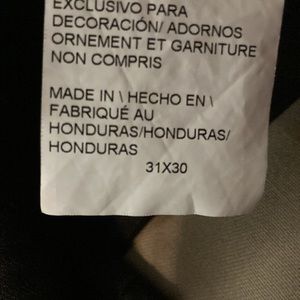 EXCLUSIVO PARA
DECORACIÓN/ ADORNOS
ORNEMENT ET GARNITURE
NON COMPRIS
MADE IN \ HECHO EN \
FABRIQUÉ AU
HONDURAS/HONDURAS/
HONDURAS
31X30